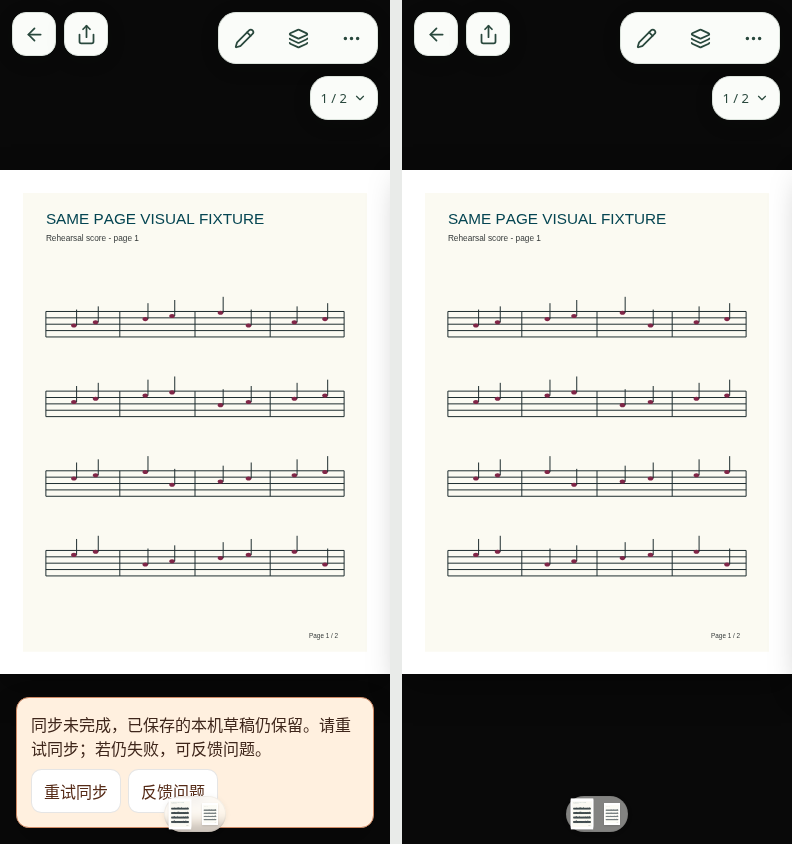 1 / 2
1 / 2
SAME PAGE VISUAL FIXTURE
Rehearsal score - page 1
Page 1 / 2
SAME PAGE VISUAL FIXTURE
Rehearsal score - page 1
Page 1 / 2
同步未完成，已保存的本机草稿仍保留。请重
试同步；若仍失败，可反馈问题。
重试同步
反馈问题